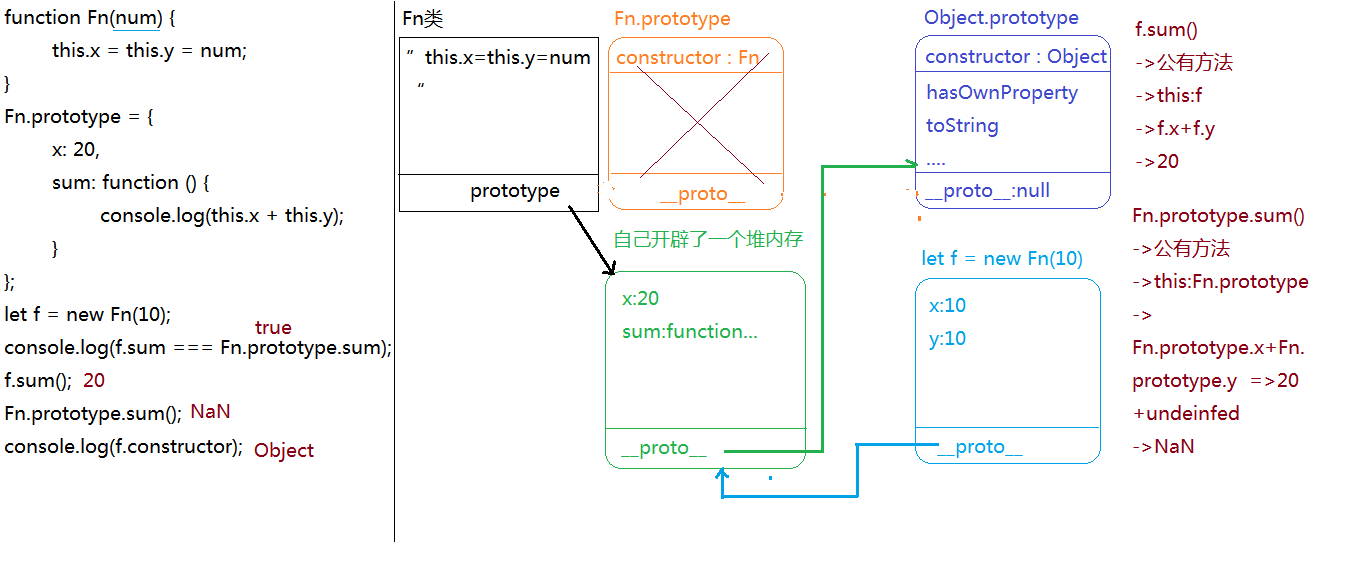 function Fn(num) {
this.x = this.y = num;
}
Fn.prototype = {
x: 20,
sum: function () {
console.log(this.x + this.y);
}
};
let f = new Fn(10);
true
console.log(f.sum === Fn.prototype.sum);
f.sum(); 20
Fn.prototype.sum(); NaN
console.log(f.constructor); Object
Fn类
“ this.x=this.y=num
“
prototype
Fn.prototype
constructor : Fn
__proto__
自己开辟了一个堆内存
x:20
sum:function...
__proto__
Object.prototype
constructor : Object
hasOwnProperty
toString
....
__proto__:null
let f = new Fn(10)
x:10
y:10
__proto__
f.sum()
->公有方法
->this:f
->f.x+f.y
->20
Fn.prototype.sum()
->公有方法
->this:Fn.prototype
->
Fn.prototype.x+Fn.
prototype.y =>20
+undeinfed
->NaN